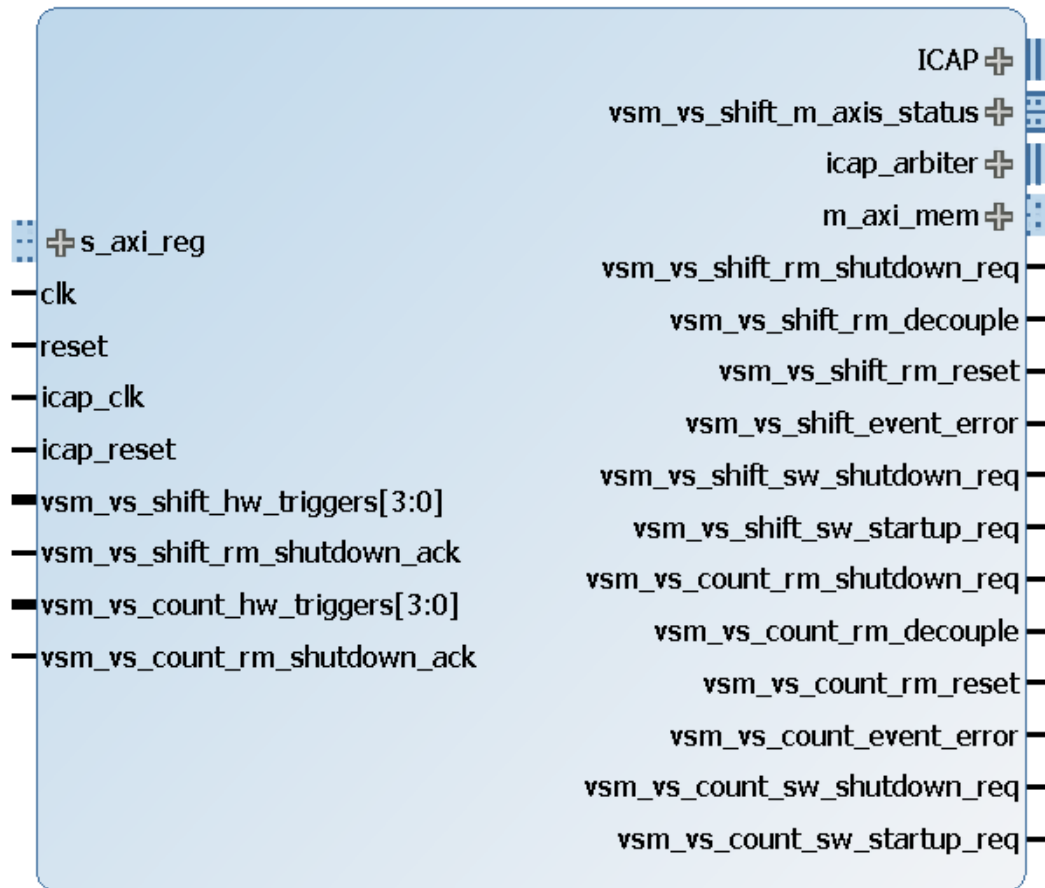 ICAP
vsm_vs_shift_m_axis_status
icap_arbiter
m_axi_mem
s_axi_reg
vsm_vs_shift_rm_shutdown_req
clk
vsm_vs_shift_rm_decouple
reset
vsm_vs_shift_rm_reset
icap_clk
vsm_vs_shift_event_error
icap_reset
vsm_vs_shift_sw_shutdown_req
vsm_vs_shift_hw_triggers[3:0]
vsm_vs_shift_sw_startup_req
vsm_vs_shift_rm_shutdown_ack
vsm_vs_count_rm_shutdown_req
vsm_vs_count_hw_triggers[3:0]
vsm_vs_count_rm_decouple
vsm_vs_count_rm_shutdown_ack
vsm_vs_count_rm_reset
vsm_vs_count_event_error
vsm_vs_count_sw_shutdown_req
vsm_vs_count_sw_startup_req